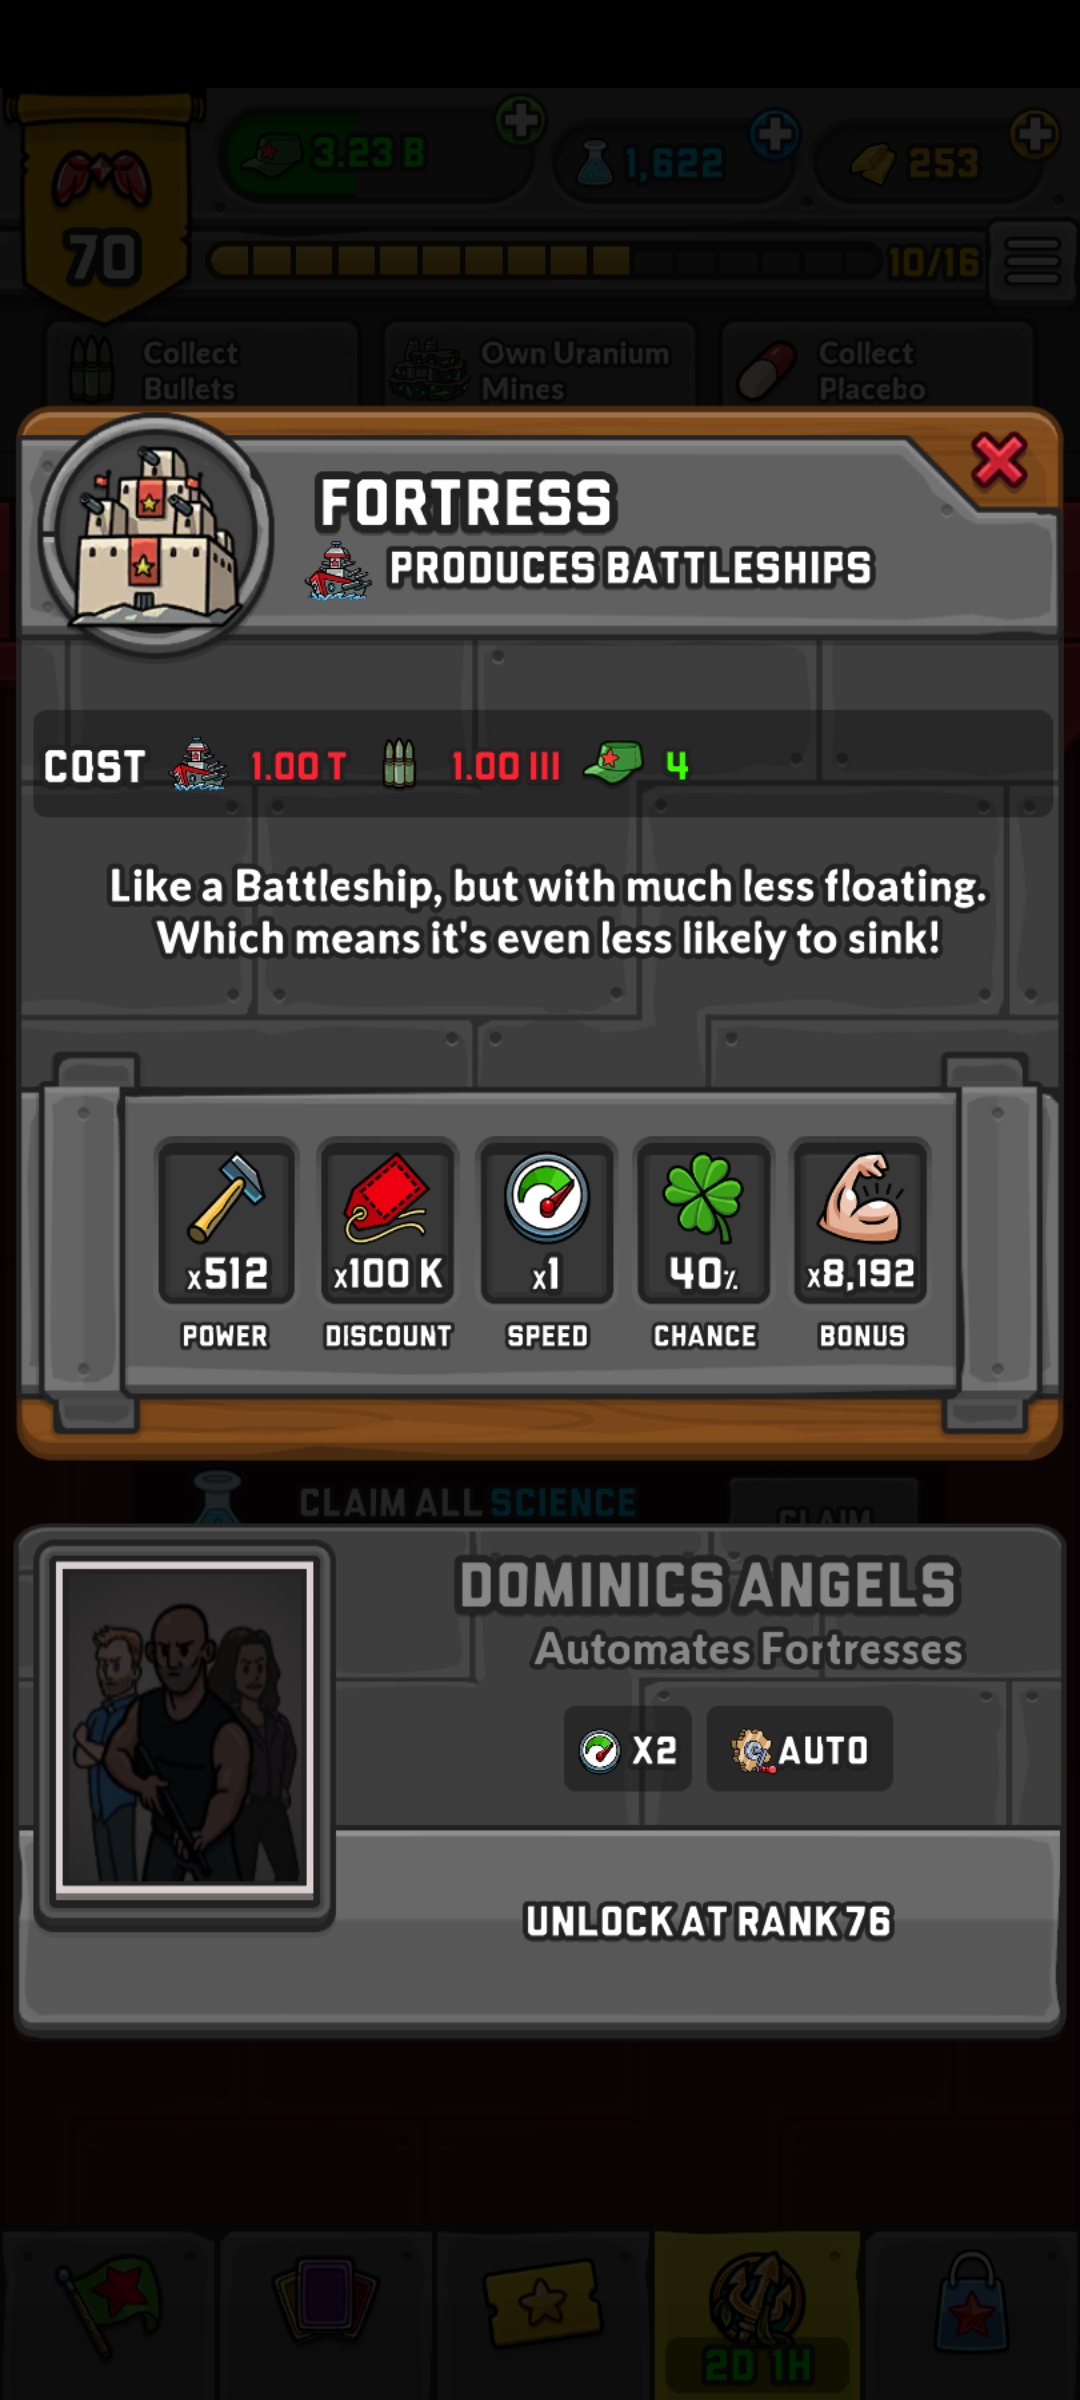 3.23 B
1,622
253
70
10/16
Collect
Bullets
Own Uranium
Mines
Collect
Placebo
FORTRESS
PRODUCES BATTLESHIPS
COST 1.00 T 1.00 III 4
Like a Battleship, but with much less floating.
Which means it's even less likely to sink!
x512
x100 K
x1
40%
x8,192
POWER
DISCOUNT
SPEED
CHANCE
BONUS
CLAIM ALL SCIENCE
CLAIM
DOMINICS ANGELS
Automates Fortresses
X2
AUTO
UNLOCK AT RANK 76
2D 1H